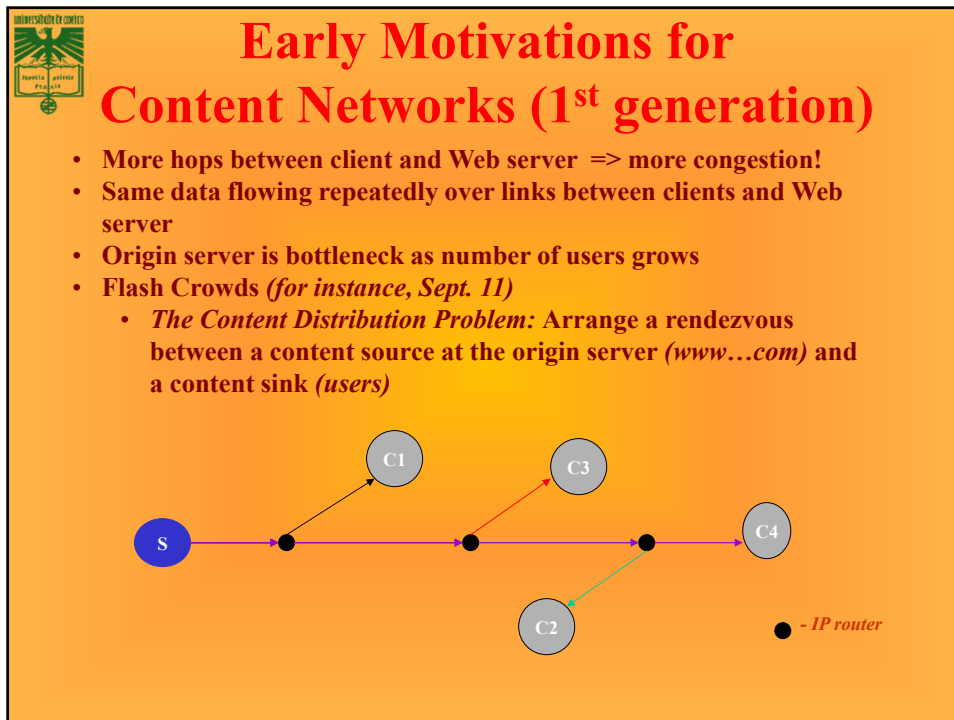 Early Motivations for
Content Networks (1st generation)
• More hops between client and Web server => more congestion!
• Same data flowing repeatedly over links between clients and Web
server
• Origin server is bottleneck as number of users grows
• Flash Crowds (for instance, Sept. 11)
• The Content Distribution Problem: Arrange a rendezvous
between a content source at the origin server (www…com) and
a content sink (users)
C1
C3
S
C4
C2
- IP router